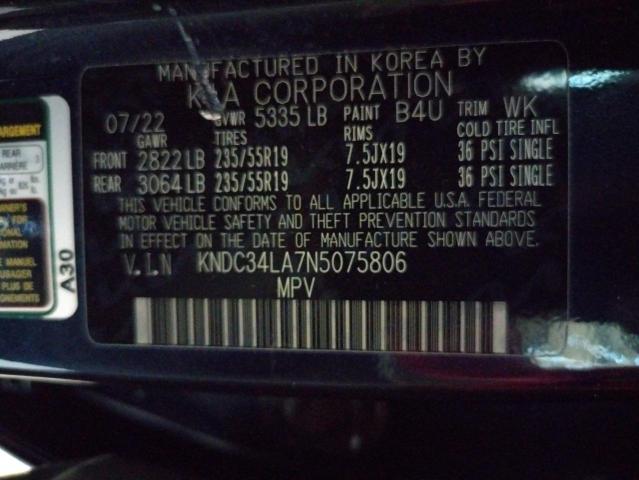 MANUFACTURED IN KOREA BY
KIA CORPORATION
07/22 GVWR 5335 LB PAINT B4U TRIM WK
GAWR TIRES RIMS COLD TIRE INFL
FRONT 2822 LB 235/55R19 7.5JX19 36 PSI SINGLE
REAR 3064 LB 235/55R19 7.5JX19 36 PSI SINGLE
THIS VEHICLE CONFORMS TO ALL APPLICABLE U.S.A. FEDERAL
MOTOR VEHICLE SAFETY AND THEFT PREVENTION STANDARDS
IN EFFECT ON THE DATE OF MANUFACTURE SHOWN ABOVE.
V.I.N KNDC34LA7N5075806
MPV
REAR
A30